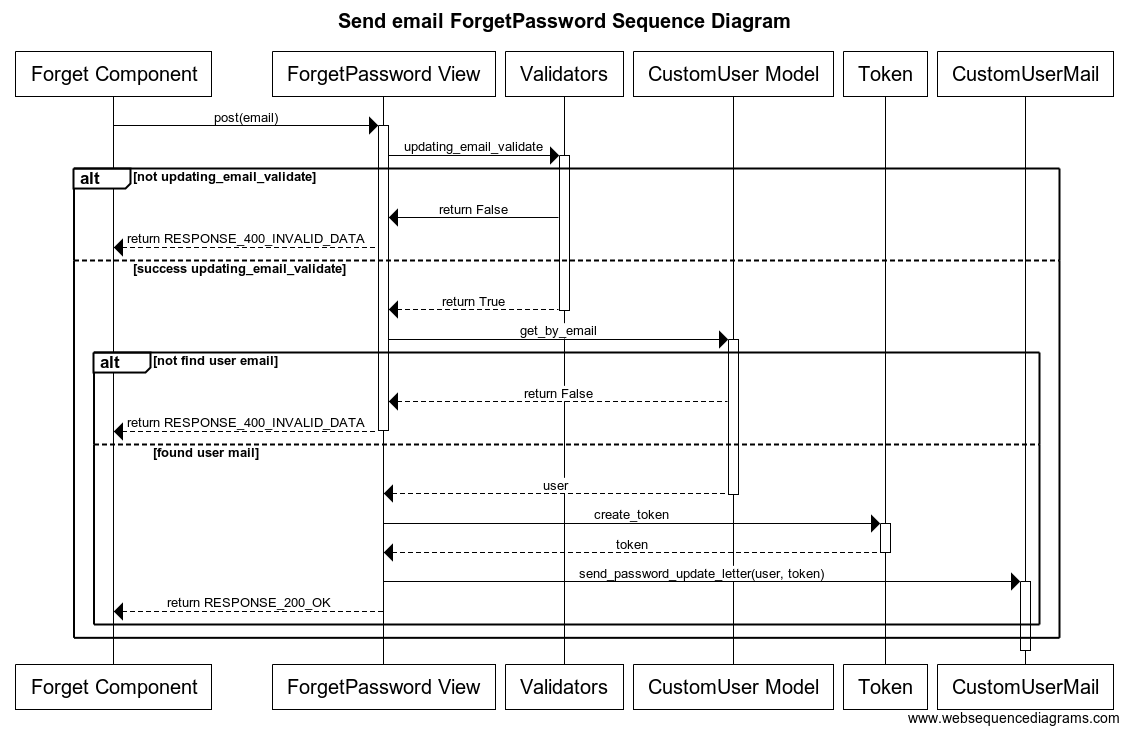 Send email ForgetPassword Sequence Diagram
Forget Component
ForgetPassword View
Validators
CustomUser Model
Token
CustomUserMail
post(email)
updating_email_validate
alt
[not updating_email_validate]
return False
return RESPONSE_400_INVALID_DATA
[success updating_email_validate]
return True
get_by_email
alt
[not find user email]
return False
return RESPONSE_400_INVALID_DATA
[found user mail]
user
create_token
token
send_password_update_letter(user, token)
return RESPONSE_200_OK
Forget Component
ForgetPassword View
Validators
CustomUser Model
Token
CustomUserMail
www.websequencediagrams.com